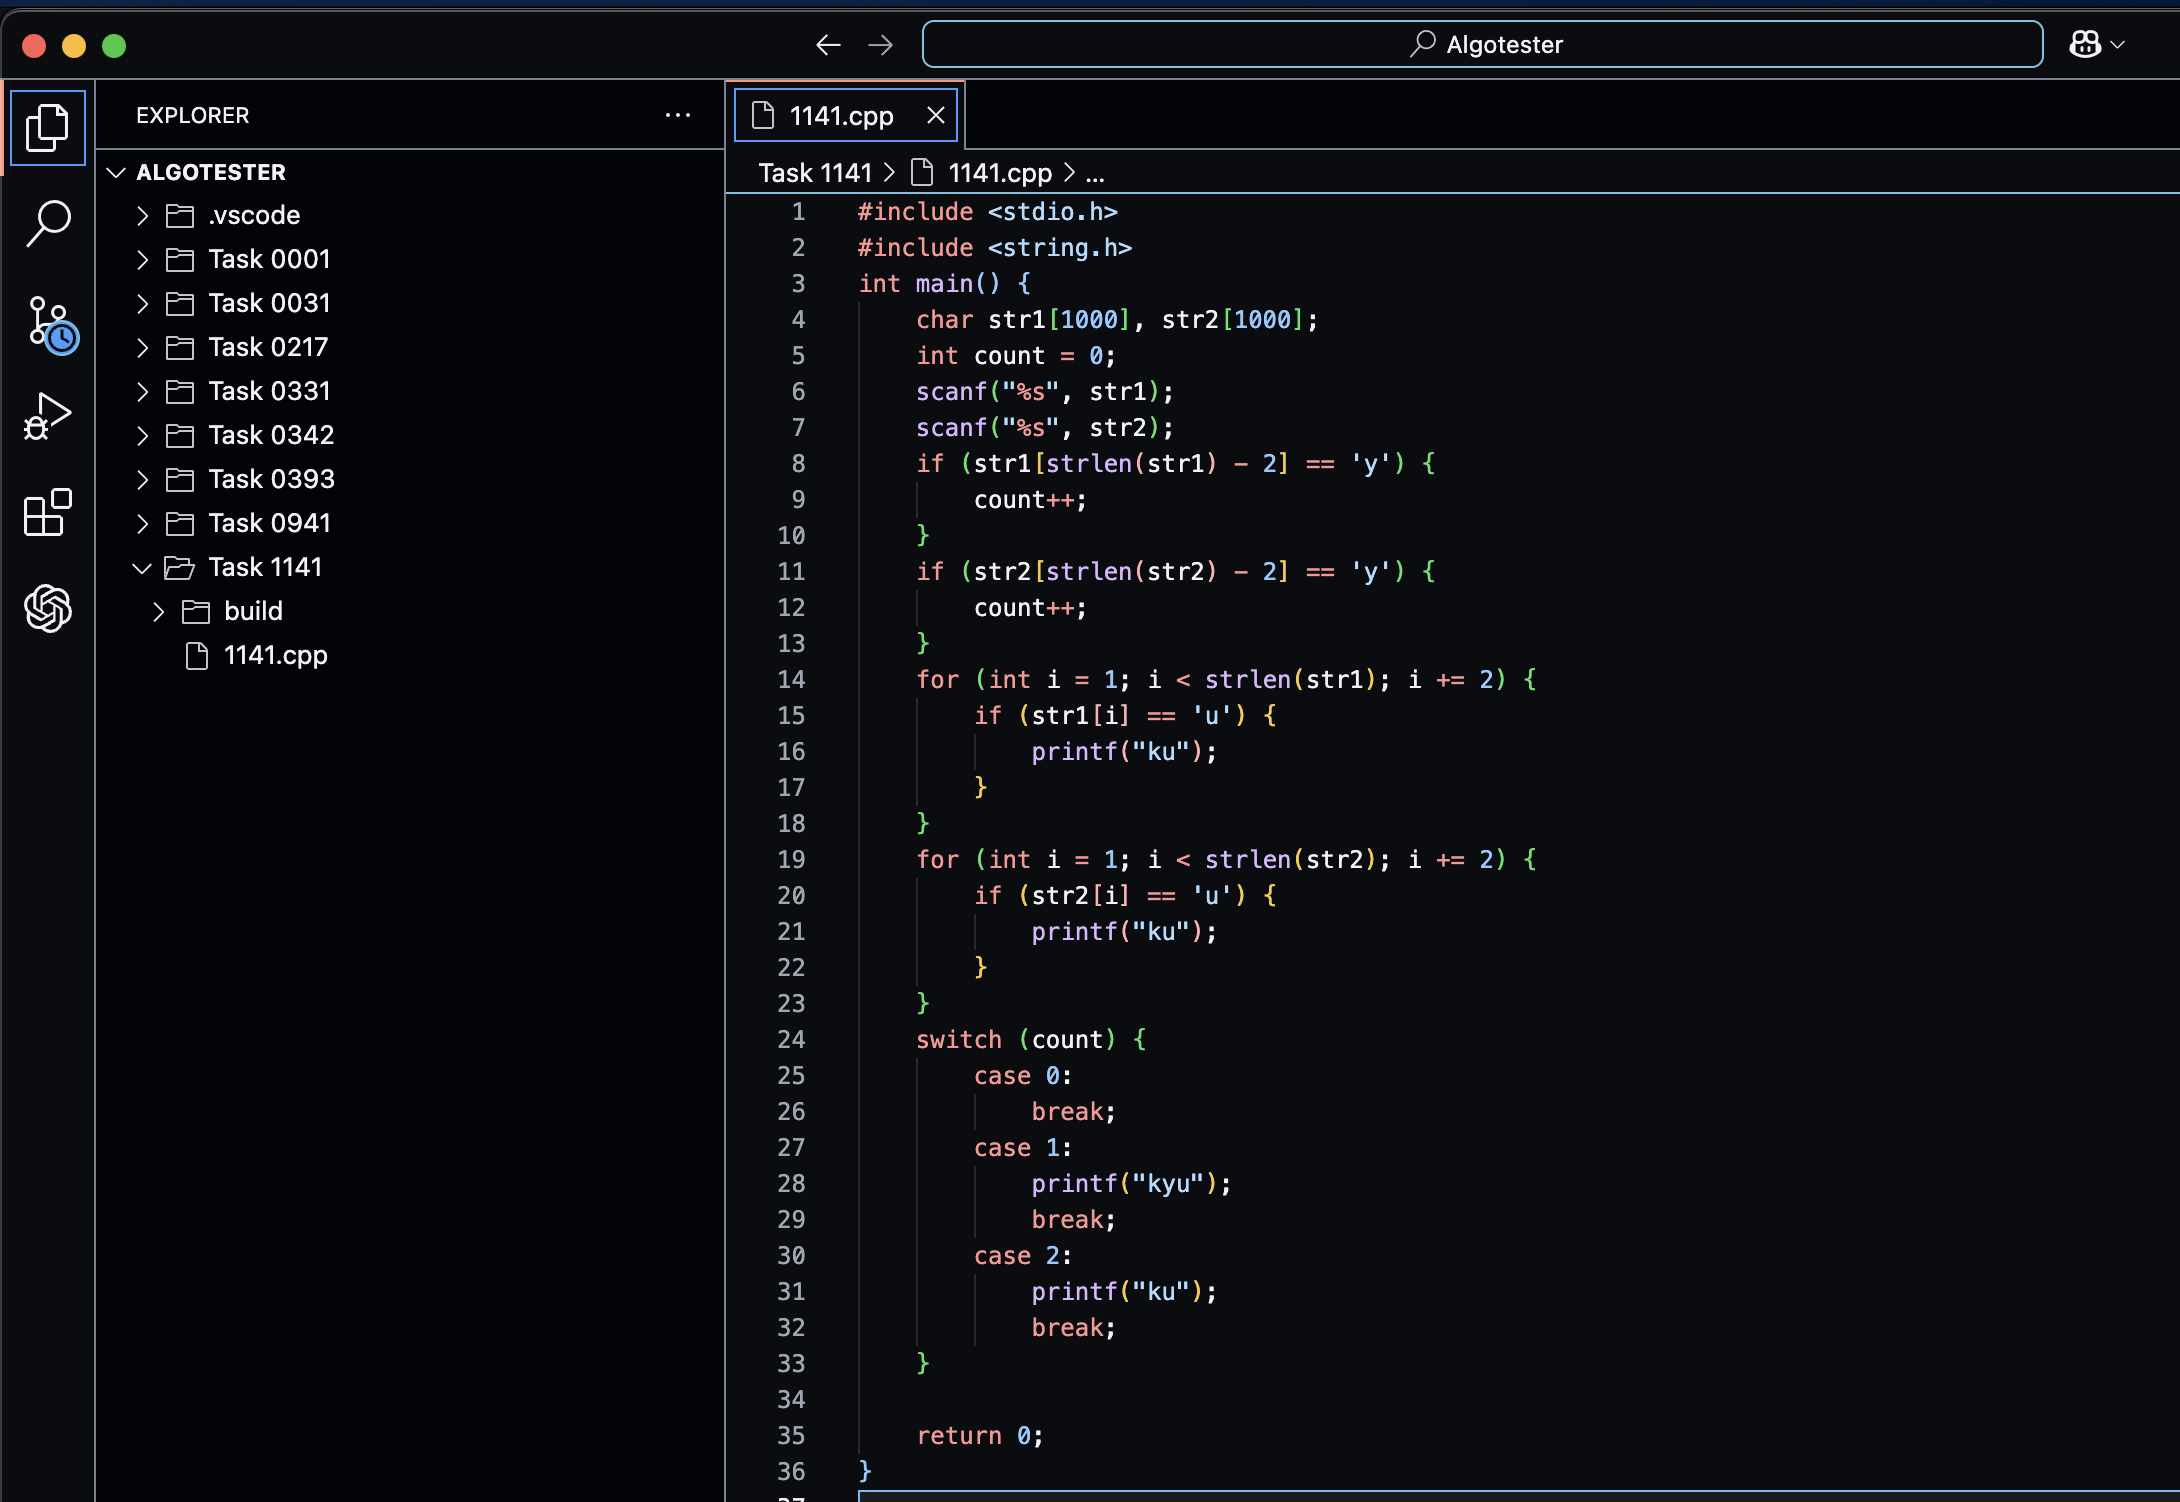 Algotester
EXPLORER
1141.cpp
ALGOTESTER
.vscode
Task 0001
Task 0031
Task 0217
Task 0331
Task 0342
Task 0393
Task 0941
Task 1141
build
1141.cpp
Task 1141 > 1141.cpp > ...
1 #include <stdio.h>
2 #include <string.h>
3 int main() {
4     char str1[1000], str2[1000];
5     int count = 0;
6     scanf("%s", str1);
7     scanf("%s", str2);
8     if (str1[strlen(str1) - 2] == 'y') {
9         count++;
10     }
11     if (str2[strlen(str2) - 2] == 'y') {
12         count++;
13     }
14     for (int i = 1; i < strlen(str1); i += 2) {
15         if (str1[i] == 'u') {
16             printf("ku");
17         }
18     }
19     for (int i = 1; i < strlen(str2); i += 2) {
20         if (str2[i] == 'u') {
21             printf("ku");
22         }
23     }
24     switch (count) {
25         case 0:
26             break;
27         case 1:
28             printf("kyu");
29             break;
30         case 2:
31             printf("ku");
32             break;
33     }
34
35     return 0;
36 }